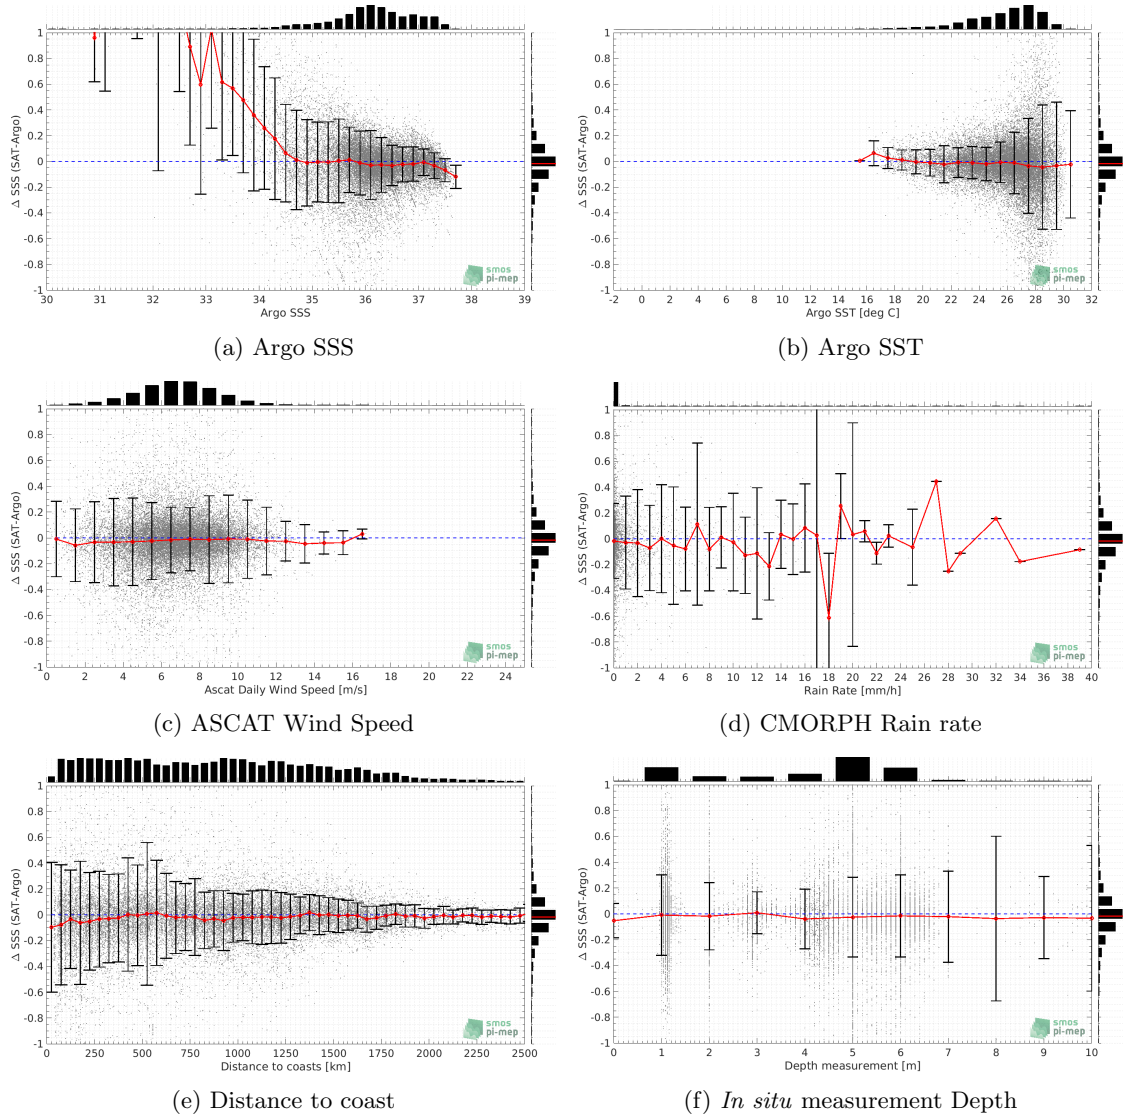 Δ SSS (SAT-Argo)
1
0.8
0.6
0.4
0.2
0
-0.2
-0.4
-0.6
-0.8
-1
30 31 32 33 34 35 36 37 38 39
Argo SSS
smos
pi-mep
(a) Argo SSS
Δ SSS (SAT-Argo)
1
0.8
0.6
0.4
0.2
0
-0.2
-0.4
-0.6
-0.8
-1
-2 0 2 4 6 8 10 12 14 16 18 20 22 24 26 28 30 32
Argo SST [deg C]
smos
pi-mep
(b) Argo SST
Δ SSS (SAT-Argo)
1
0.8
0.6
0.4
0.2
0
-0.2
-0.4
-0.6
-0.8
-1
0 2 4 6 8 10 12 14 16 18 20 22 24
Ascat Daily Wind Speed [m/s]
smos
pi-mep
(c) ASCAT Wind Speed
Δ SSS (SAT-Argo)
1
0.8
0.6
0.4
0.2
0
-0.2
-0.4
-0.6
-0.8
-1
0 2 4 6 8 10 12 14 16 18 20 22 24 26 28 30 32 34 36 38 40
Rain Rate [mm/h]
smos
pi-mep
(d) CMORPH Rain rate
Δ SSS (SAT-Argo)
1
0.8
0.6
0.4
0.2
0
-0.2
-0.4
-0.6
-0.8
-1
0 250 500 750 1000 1250 1500 1750 2000 2250 2500
Distance to coasts [km]
smos
pi-mep
(e) Distance to coast
Δ SSS (SAT-Argo)
1
0.8
0.6
0.4
0.2
0
-0.2
-0.4
-0.6
-0.8
-1
0 1 2 3 4 5 6 7 8 9 10
Depth measurement [m]
smos
pi-mep
(f) In situ measurement Depth